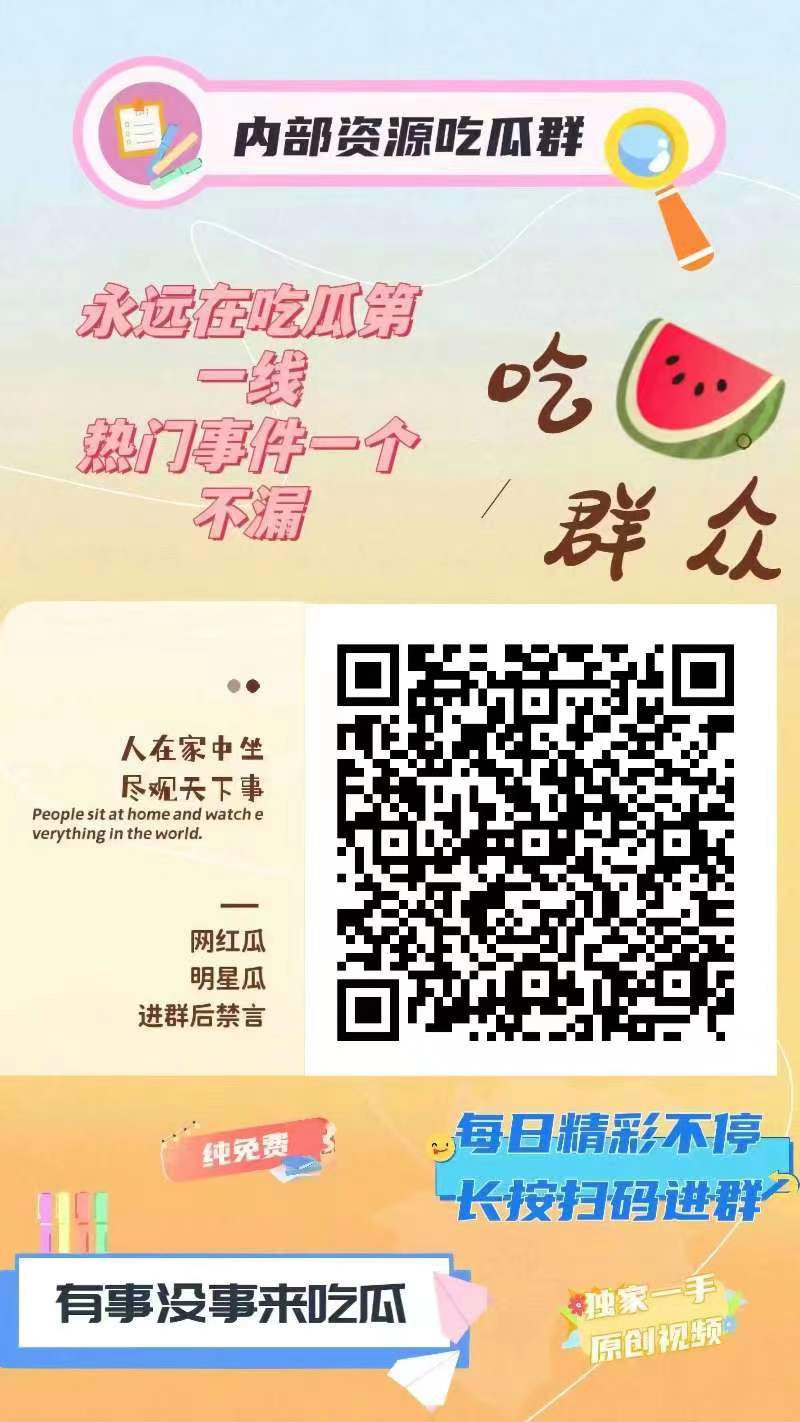 内部资源吃瓜群
永远在吃瓜第
一线
热门事件一个
不漏
吃
群众
人在家中坐
尽观天下事
People sit at home and watch e
verything in the world.
网红瓜
明星瓜
进群后禁言
纯免费
每日精彩不停
长按扫码进群
有事没事来吃瓜
独家一手
原创视频